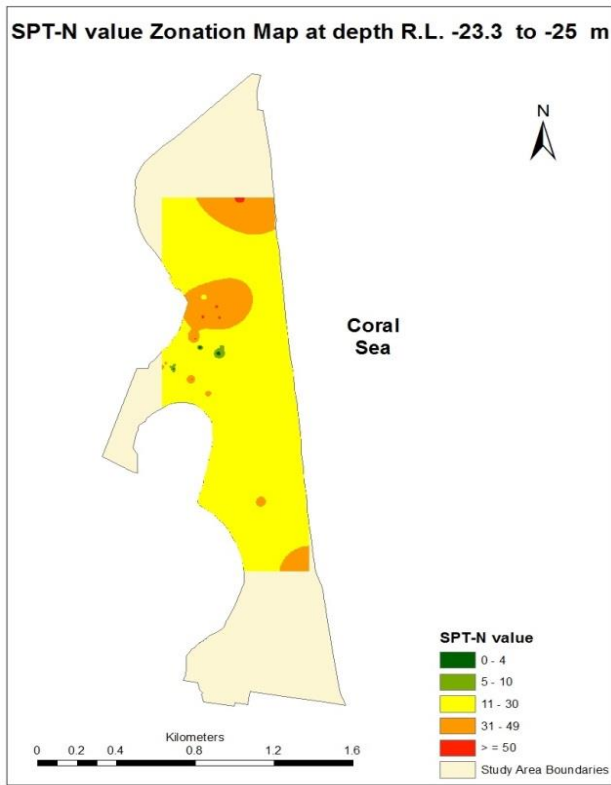 SPT-N value Zonation Map at depth R.L. -23.3 to -25 m
N
Coral
Sea
SPT-N value
0 - 4
5 - 10
11 - 30
31 - 49
> = 50
Study Area Boundaries
Kilometers
0 0.2 0.4 0.8 1.2 1.6